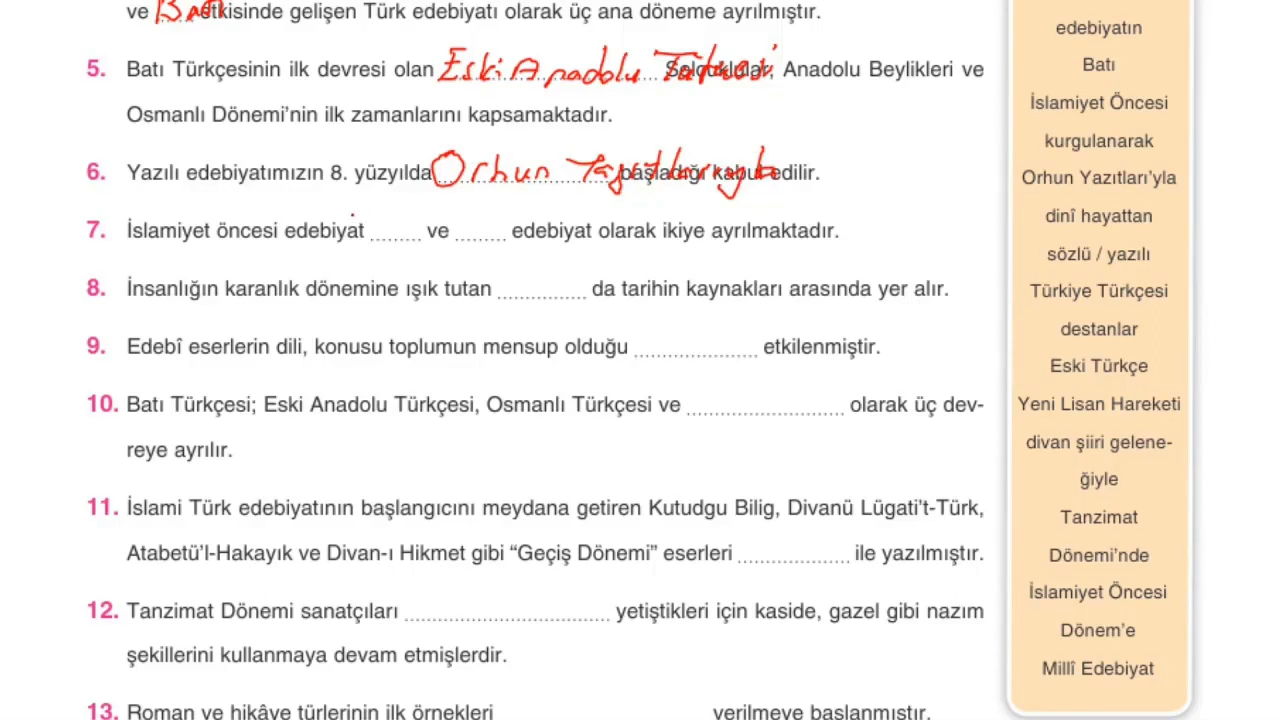 ve Batı etkisinde gelişen Türk edebiyatı olarak üç ana döneme ayrılmıştır.
5. Batı Türkçesinin ilk devresi olan Eski Anadolu Türkçesi Selçuklular, Anadolu Beylikleri ve
Osmanlı Dönemi’nin ilk zamanlarını kapsamaktadır.
6. Yazılı edebiyatımızın 8. yüzyılda Orhun Yazıtlarıyla başladığı kabul edilir.
7. İslamiyet öncesi edebiyat ......... ve ......... edebiyat olarak ikiye ayrılmaktadır.
8. İnsanlığın karanlık dönemine ışık tutan ............... da tarihin kaynakları arasında yer alır.
9. Edebî eserlerin dili, konusu toplumun mensup olduğu ..................... etkilenmiştir.
10. Batı Türkçesi; Eski Anadolu Türkçesi, Osmanlı Türkçesi ve ........................... olarak üç dev-
reye ayrılır.
11. İslami Türk edebiyatının başlangıcını meydana getiren Kutudgu Bilig, Divanü Lügati’t-Türk,
Atabetü’l-Hakayık ve Divan-ı Hikmet gibi “Geçiş Dönemi” eserleri ................... ile yazılmıştır.
12. Tanzimat Dönemi sanatçıları ................................... yetiştikleri için kaside, gazel gibi nazım
şekillerini kullanmaya devam etmişlerdir.
13. Roman ve hikâye türlerinin ilk örnekleri verilmeye başlanmıştır.
edebiyatın
Batı
İslamiyet Öncesi
kurgulanarak
Orhun Yazıtları’yla
dinî hayattan
sözlü / yazılı
Türkiye Türkçesi
destanlar
Eski Türkçe
Yeni Lisan Hareketi
divan şiiri gelene-
ğiyle
Tanzimat
Dönemi’nde
İslamiyet Öncesi
Dönem’e
Millî Edebiyat